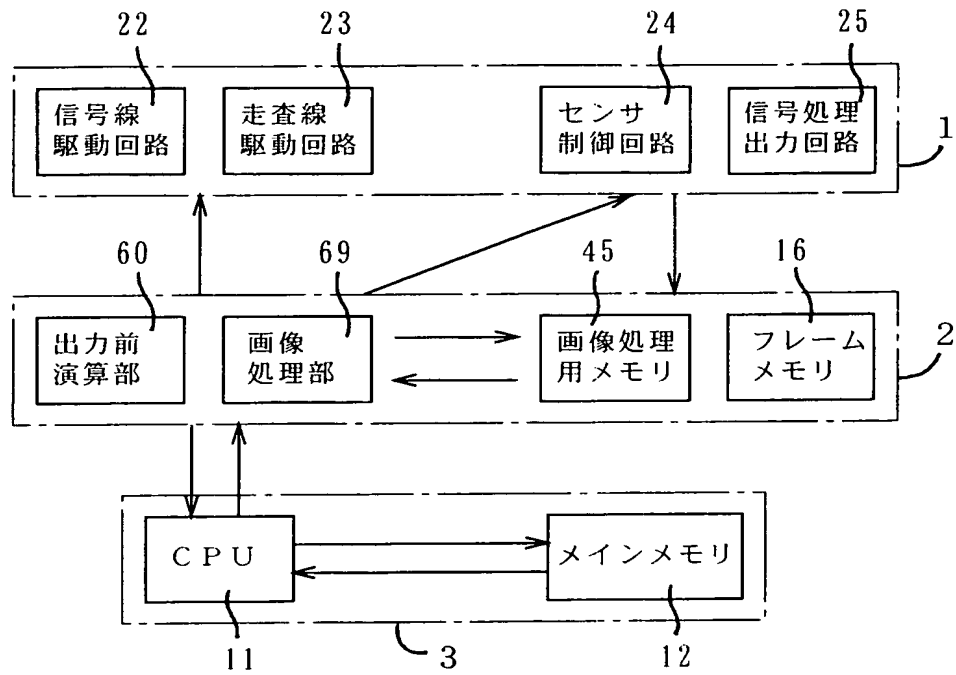 22
23
24
25
信号線
駆動回路
走査線
駆動回路
センサ
制御回路
信号処理
出力回路
1
60
69
45
16
出力前
演算部
画像
処理部
画像処理
用メモリ
フレーム
メモリ
2
CPU
メインメモリ
11
3
12